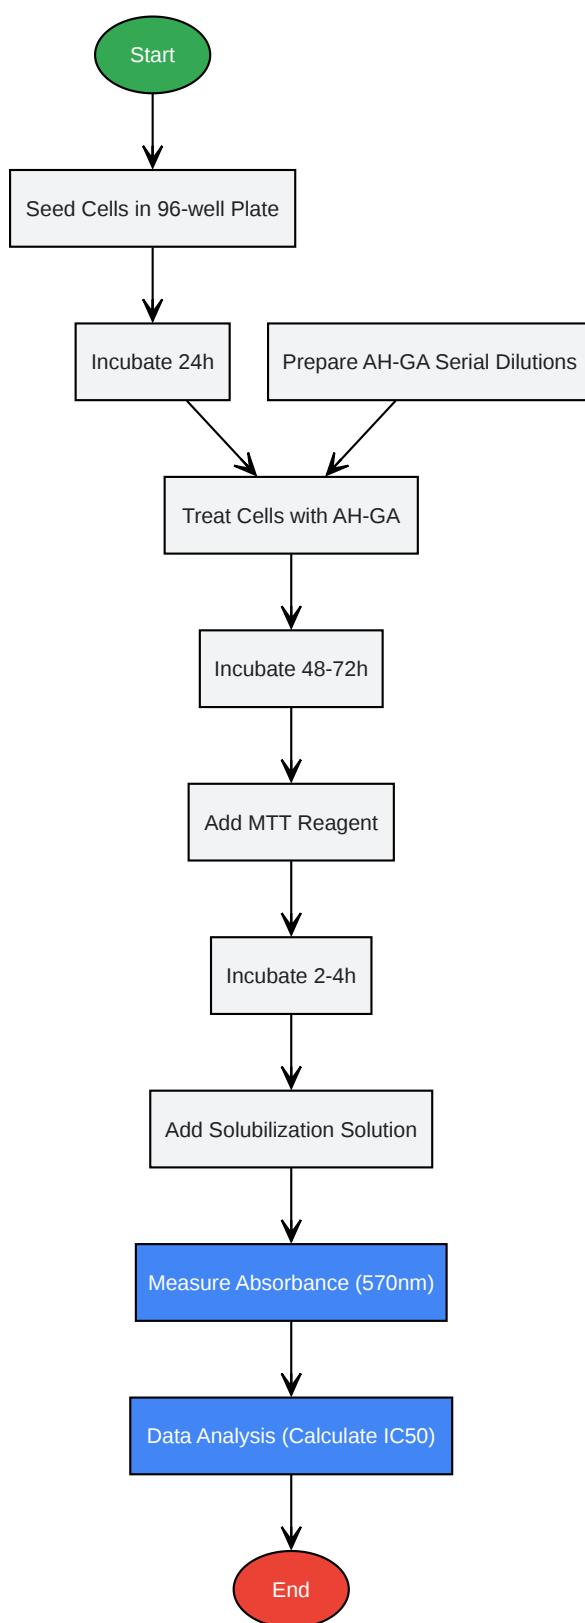 Start
Seed Cells in 96-well Plate
Incubate 24h
Prepare AH-GA Serial Dilutions
Treat Cells with AH-GA
Incubate 48-72h
Add MTT Reagent
Incubate 2-4h
Add Solubilization Solution
Measure Absorbance (570nm)
Data Analysis (Calculate IC50)
End